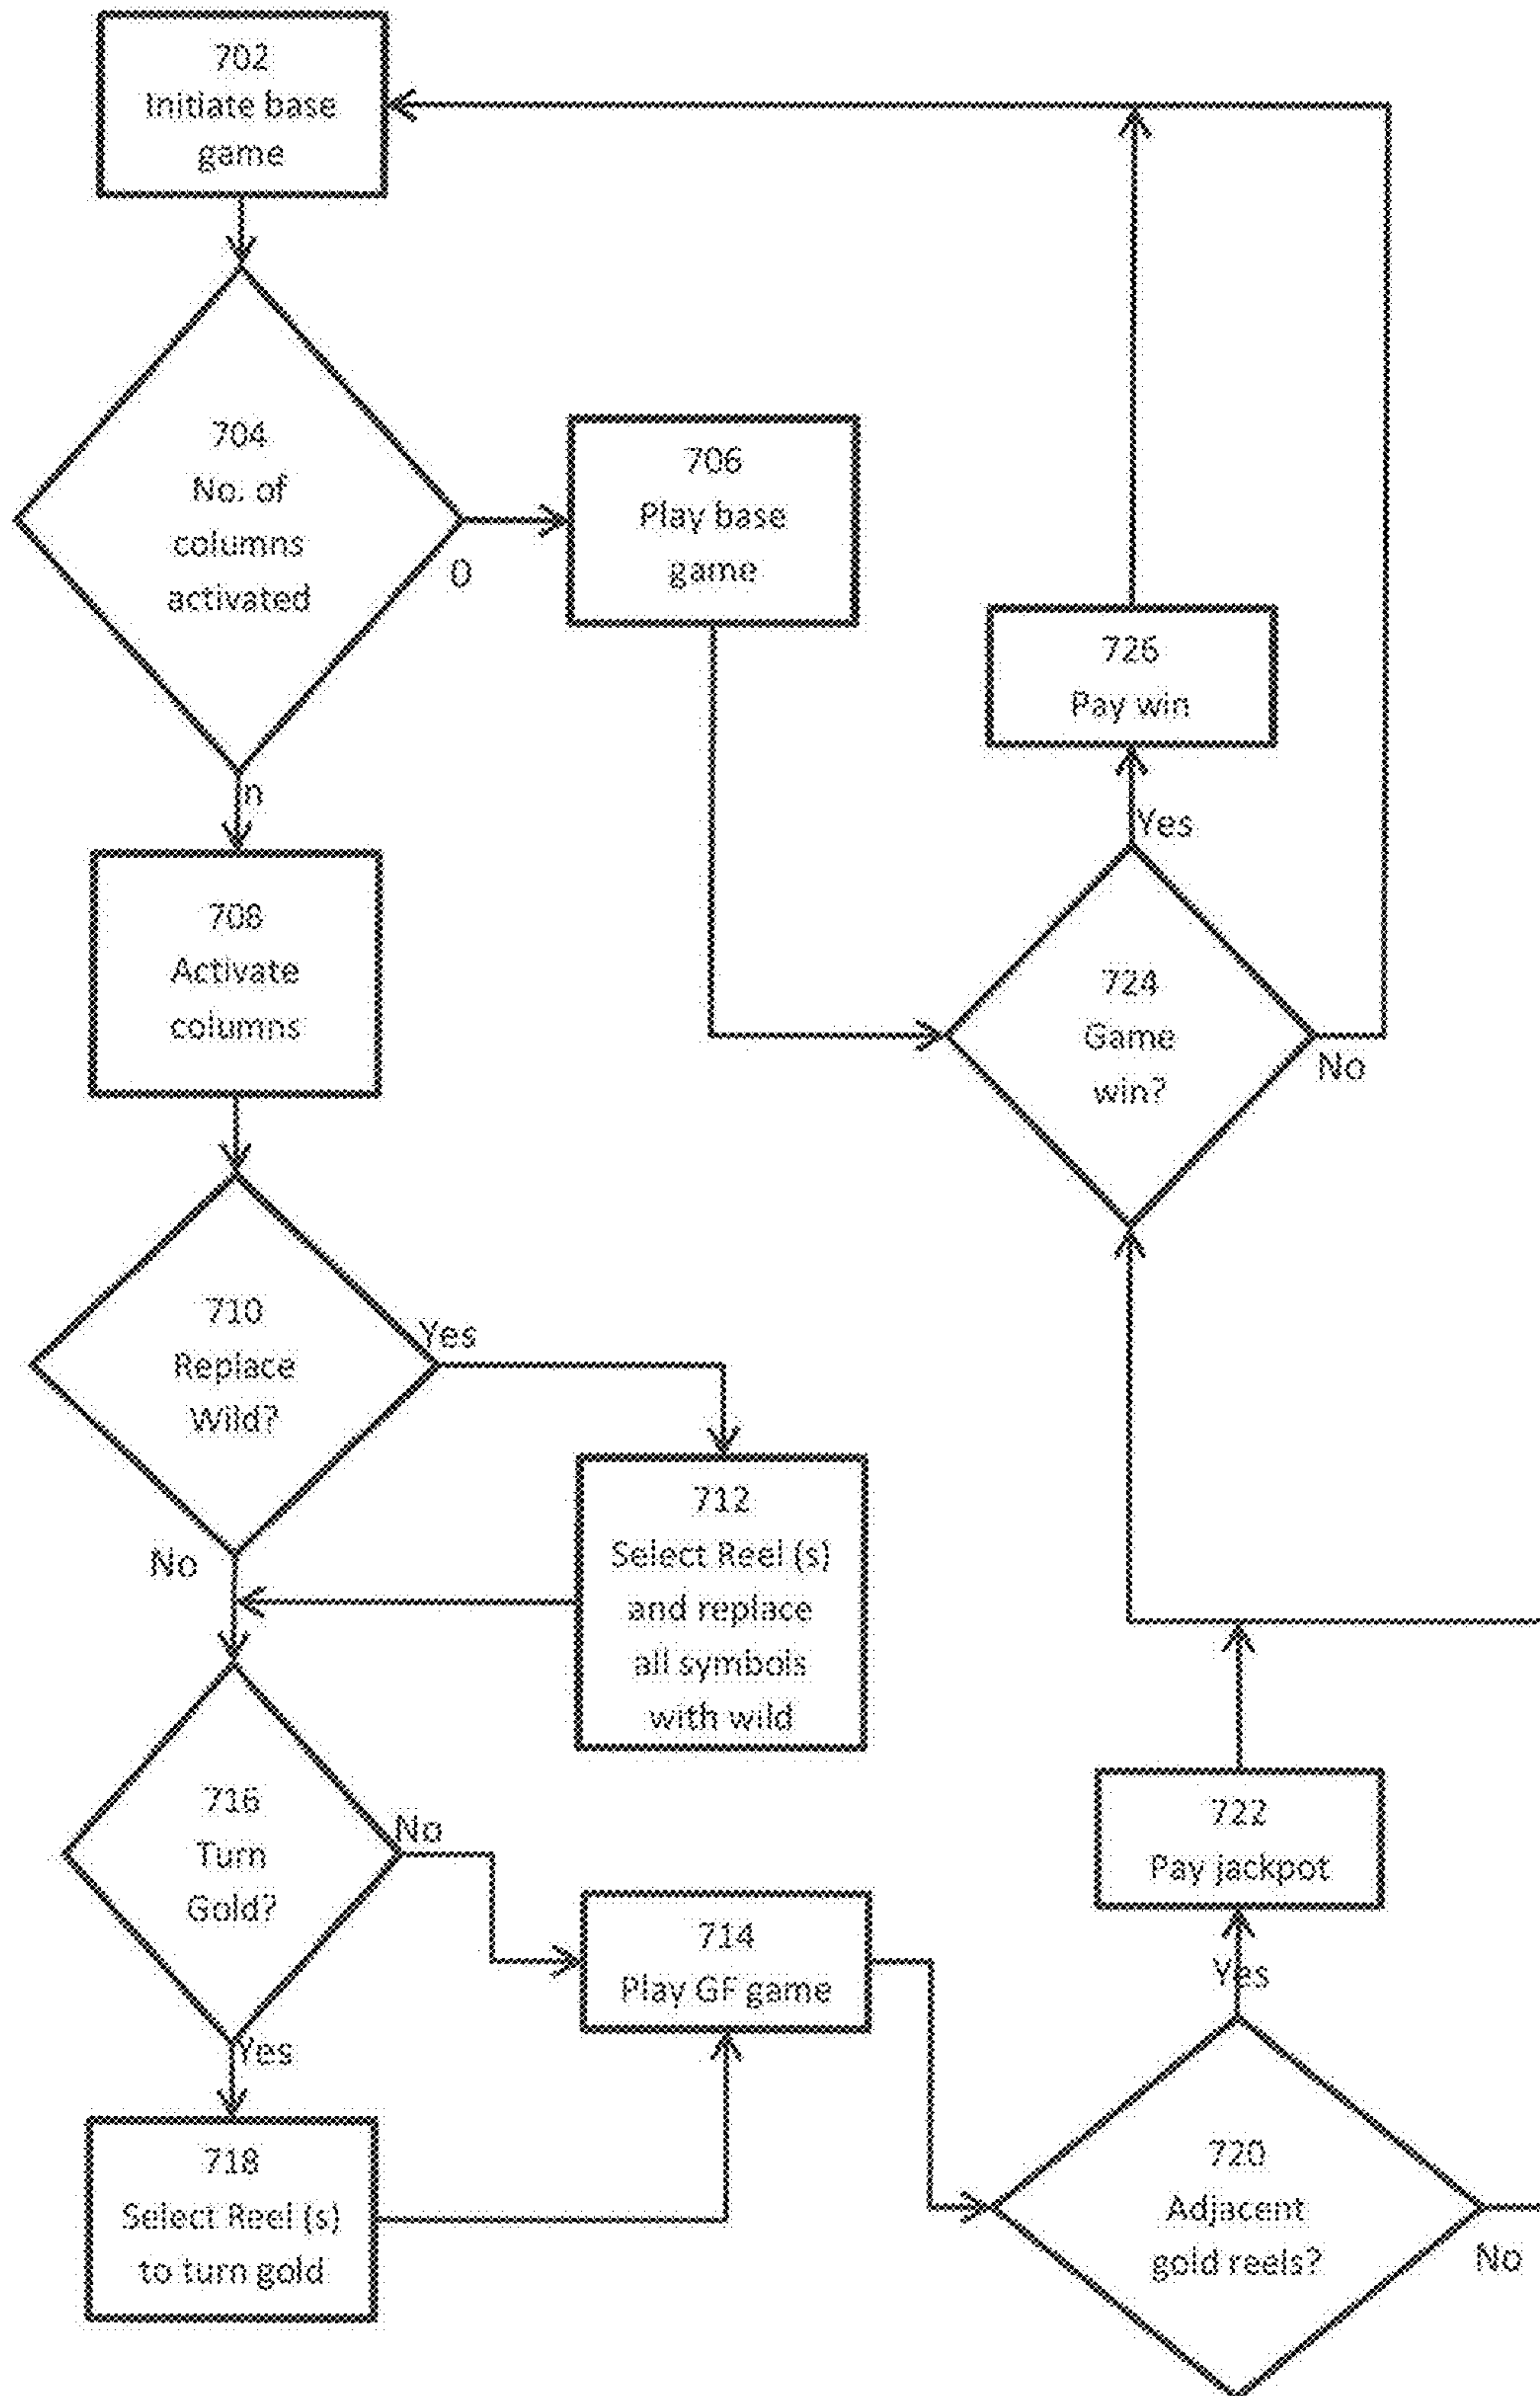 702
Initiate base
game
704
No. of
columns
activated
0
706
Play base
game
n
708
Activate
columns
710
Replace
Wild?
Yes
No
712
Select Reel (s)
and replace
all symbols
with wild
716
Turn
Gold?
No
Yes
718
Select Reel (s)
to turn gold
714
Play GF game
720
Adjacent
gold reels?
No
Yes
722
Pay jackpot
724
Game
win?
No
Yes
726
Pay win